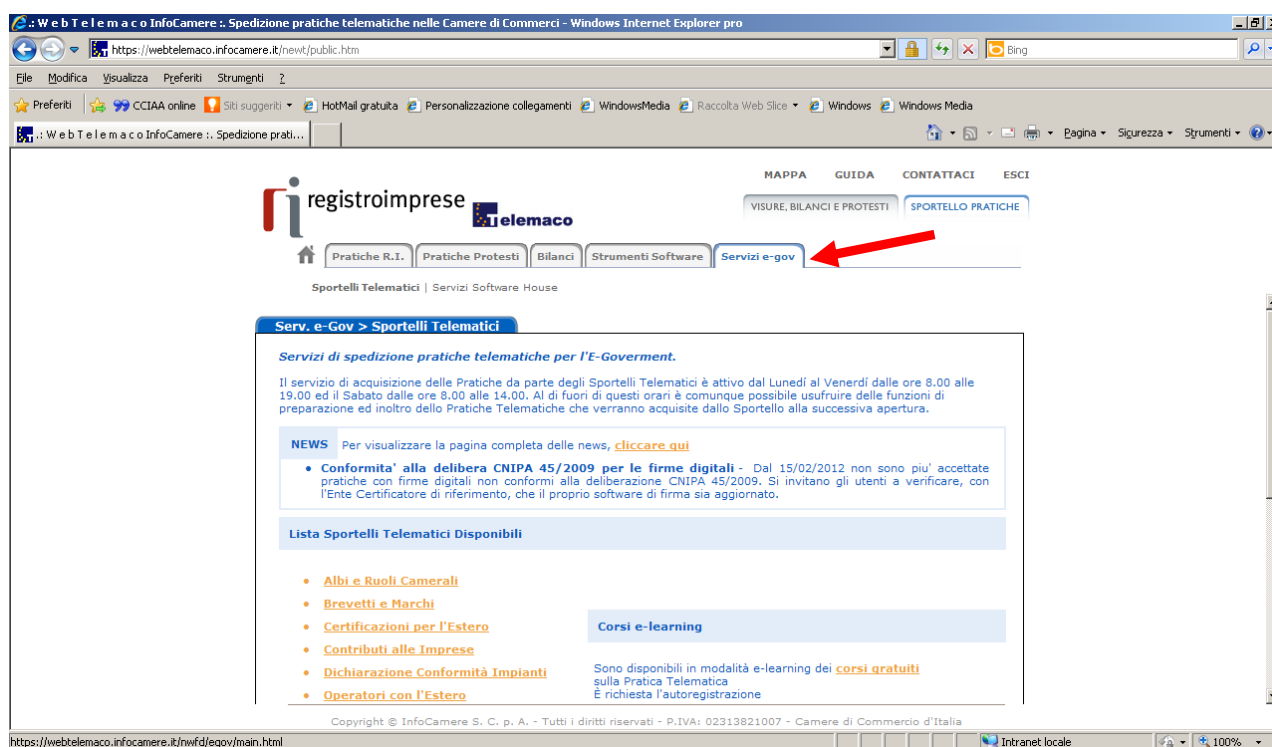 .: W e b T e l e m a c o InfoCamere :. Spedizione pratiche telematiche nelle Camere di Commerci - Windows Internet Explorer pro
https://webtelemaco.infocamere.it/newt/public.htm
Bing
File Modifica Visualizza Preferiti Strumenti ?
Preferiti CCIAA online Siti suggeriti HotMail gratuita Personalizzazione collegamenti WindowsMedia Raccolta Web Slice Windows Windows Media
.: W e b T e l e m a c o InfoCamere :. Spedizione prati...
Pagina Sicurezza Strumenti
MAPPA GUIDA CONTATTACI ESCI
registroimprese Telemaco
VISURE, BILANCI E PROTESTI SPORTELLO PRATICHE
Pratiche R.I. Pratiche Protesti Bilanci Strumenti Software Servizi e-gov
Sportelli Telematici | Servizi Software House
Serv. e-Gov > Sportelli Telematici
Servizi di spedizione pratiche telematiche per l'E-Goverment.
Il servizio di acquisizione delle Pratiche da parte degli Sportelli Telematici è attivo dal Lunedí al Venerdí dalle ore 8.00 alle
19.00 ed il Sabato dalle ore 8.00 alle 14.00. Al di fuori di questi orari è comunque possibile usufruire delle funzioni di
preparazione ed inoltro dello Pratiche Telematiche che verranno acquisite dallo Sportello alla successiva apertura.
NEWS Per visualizzare la pagina completa delle news, cliccare qui
• Conformita' alla delibera CNIPA 45/2009 per le firme digitali - Dal 15/02/2012 non sono piu' accettate
pratiche con firme digitali non conformi alla deliberazione CNIPA 45/2009. Si invitano gli utenti a verificare, con
l'Ente Certificatore di riferimento, che il proprio software di firma sia aggiornato.
Lista Sportelli Telematici Disponibili
• Albi e Ruoli Camerali
• Brevetti e Marchi
• Certificazioni per l'Estero
• Contributi alle Imprese
• Dichiarazione Conformità Impianti
• Operatori con l'Estero
Corsi e-learning
Sono disponibili in modalità e-learning dei corsi gratuiti
sulla Pratica Telematica
È richiesta l'autoregistrazione
Copyright © InfoCamere S. C. p. A. - Tutti i diritti riservati - P.IVA: 02313821007 - Camere di Commercio d'Italia
https://webtelemaco.infocamere.it/nwfd/egov/main.html
Intranet locale 100%